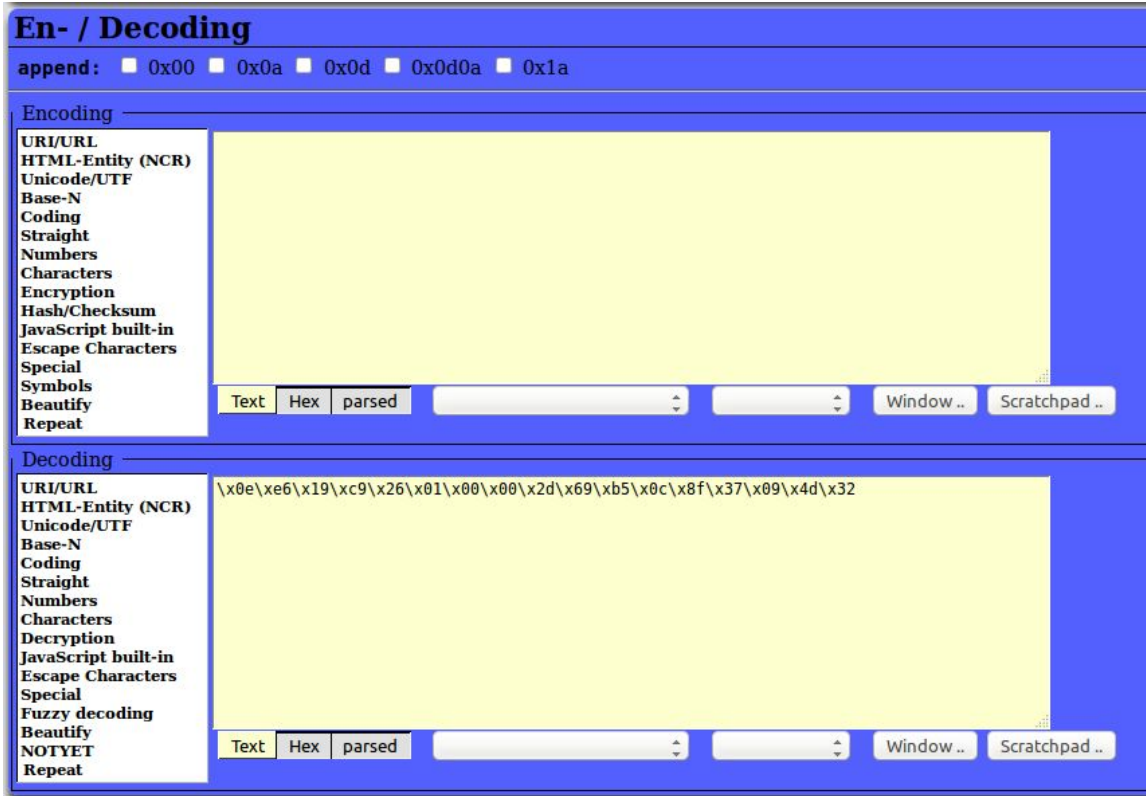 En- / Decoding
append: 0x00 0x0a 0x0d 0x0d0a 0x1a
Encoding
URI/URL
HTML-Entity (NCR)
Unicode/UTF
Base-N
Coding
Straight
Numbers
Characters
Encryption
Hash/Checksum
JavaScript built-in
Escape Characters
Special
Symbols
Beautify
Repeat
Text Hex parsed Window .. Scratchpad ..
Decoding
URI/URL
HTML-Entity (NCR)
Unicode/UTF
Base-N
Coding
Straight
Numbers
Characters
Decryption
JavaScript built-in
Escape Characters
Special
Fuzzy decoding
Beautify
NOTYET
Repeat
\x0e\xe6\x19\xc9\x26\x01\x00\x00\x2d\x69\xb5\x0c\x8f\x37\x09\x4d\x32
Text Hex parsed Window .. Scratchpad ..